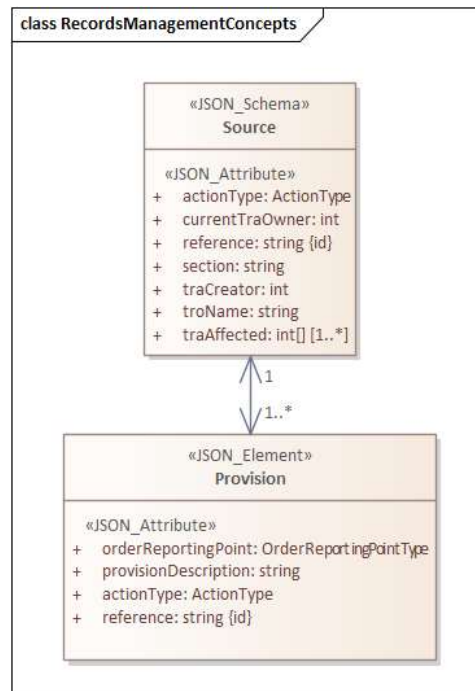 class RecordsManagementConcepts
«JSON_Schema»
Source
«JSON_Attribute»
+ actionType: ActionType
+ currentTraOwner: int
+ reference: string {id}
+ section: string
+ traCreator: int
+ troName: string
+ traAffected: int[] [1..*]
1
1..*
«JSON_Element»
Provision
«JSON_Attribute»
+ orderReportingPoint: OrderReportingPointType
+ provisionDescription: string
+ actionType: ActionType
+ reference: string {id}